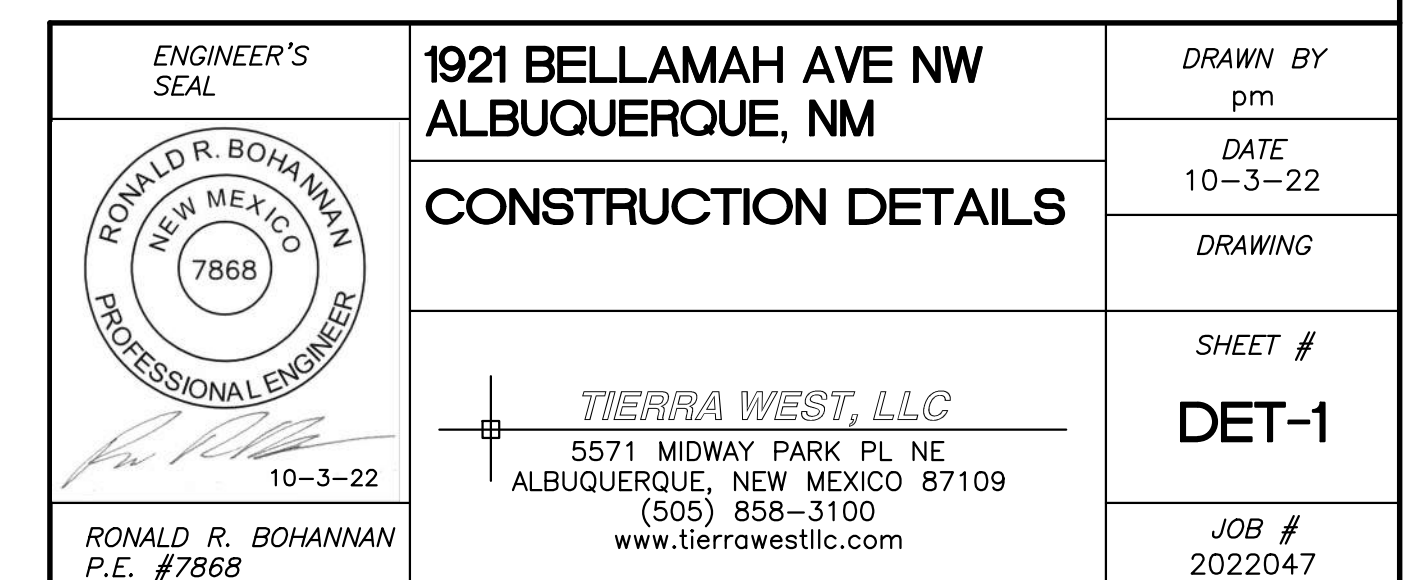 ENGINEER'S
SEAL
RONALD R. BOHANNAN
NEW MEXICO
7868
PROFESSIONAL ENGINEER
10-3-22
RONALD R. BOHANNAN
P.E. #7868
1921 BELLAMAH AVE NW
ALBUQUERQUE, NM
CONSTRUCTION DETAILS
TIERRA WEST, LLC
5571 MIDWAY PARK PL NE
ALBUQUERQUE, NEW MEXICO 87109
(505) 858-3100
www.tierrawestllc.com
DRAWN BY
pm
DATE
10-3-22
DRAWING
SHEET #
DET-1
JOB #
2022047